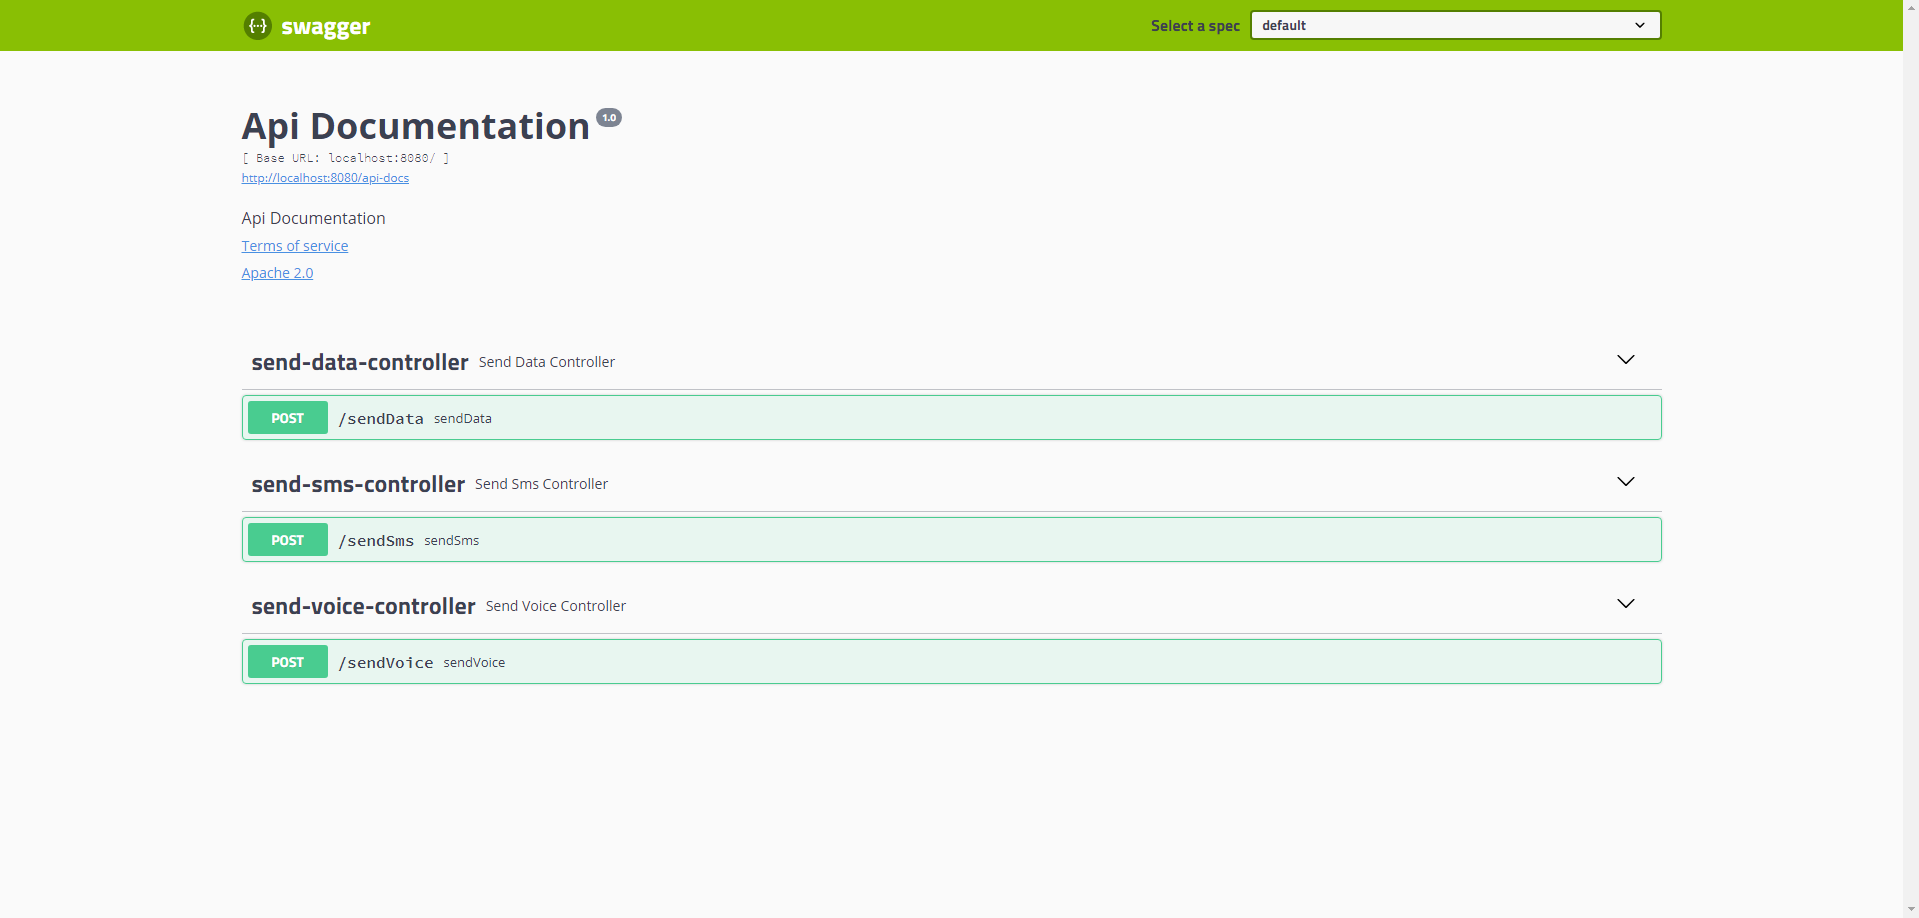 {···} swagger Select a spec default
Api Documentation 1.0
[ Base URL: localhost:8080/ ]
http://localhost:8080/api-docs
Api Documentation
Terms of service
Apache 2.0
send-data-controller Send Data Controller
POST /sendData sendData
send-sms-controller Send Sms Controller
POST /sendSms sendSms
send-voice-controller Send Voice Controller
POST /sendVoice sendVoice